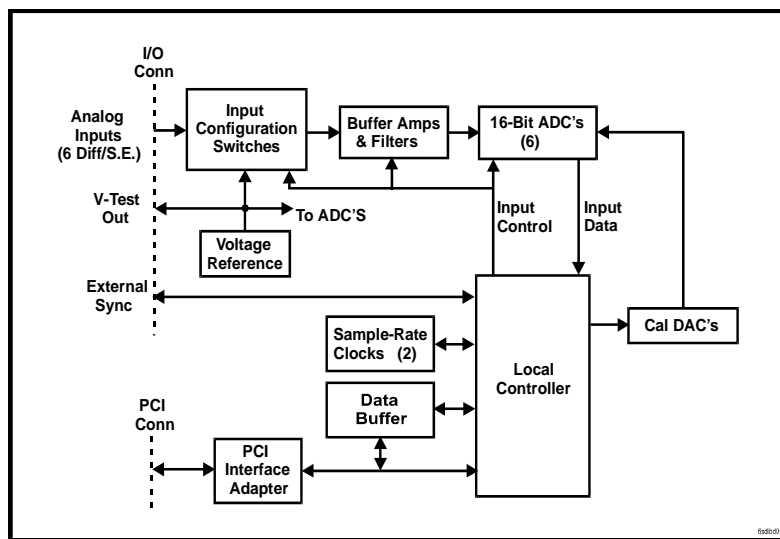 I/O
Conn
Analog
Inputs
(6 Diff/S.E.)
Input
Configuration
Switches
Buffer Amps
& Filters
16-Bit ADC's
(6)
V-Test
Out
To ADC'S
Voltage
Reference
Input
Control
Input
Data
External
Sync
Sample-Rate
Clocks (2)
Local
Controller
Cal DAC's
Data
Buffer
PCI
Conn
PCI
Interface
Adapter